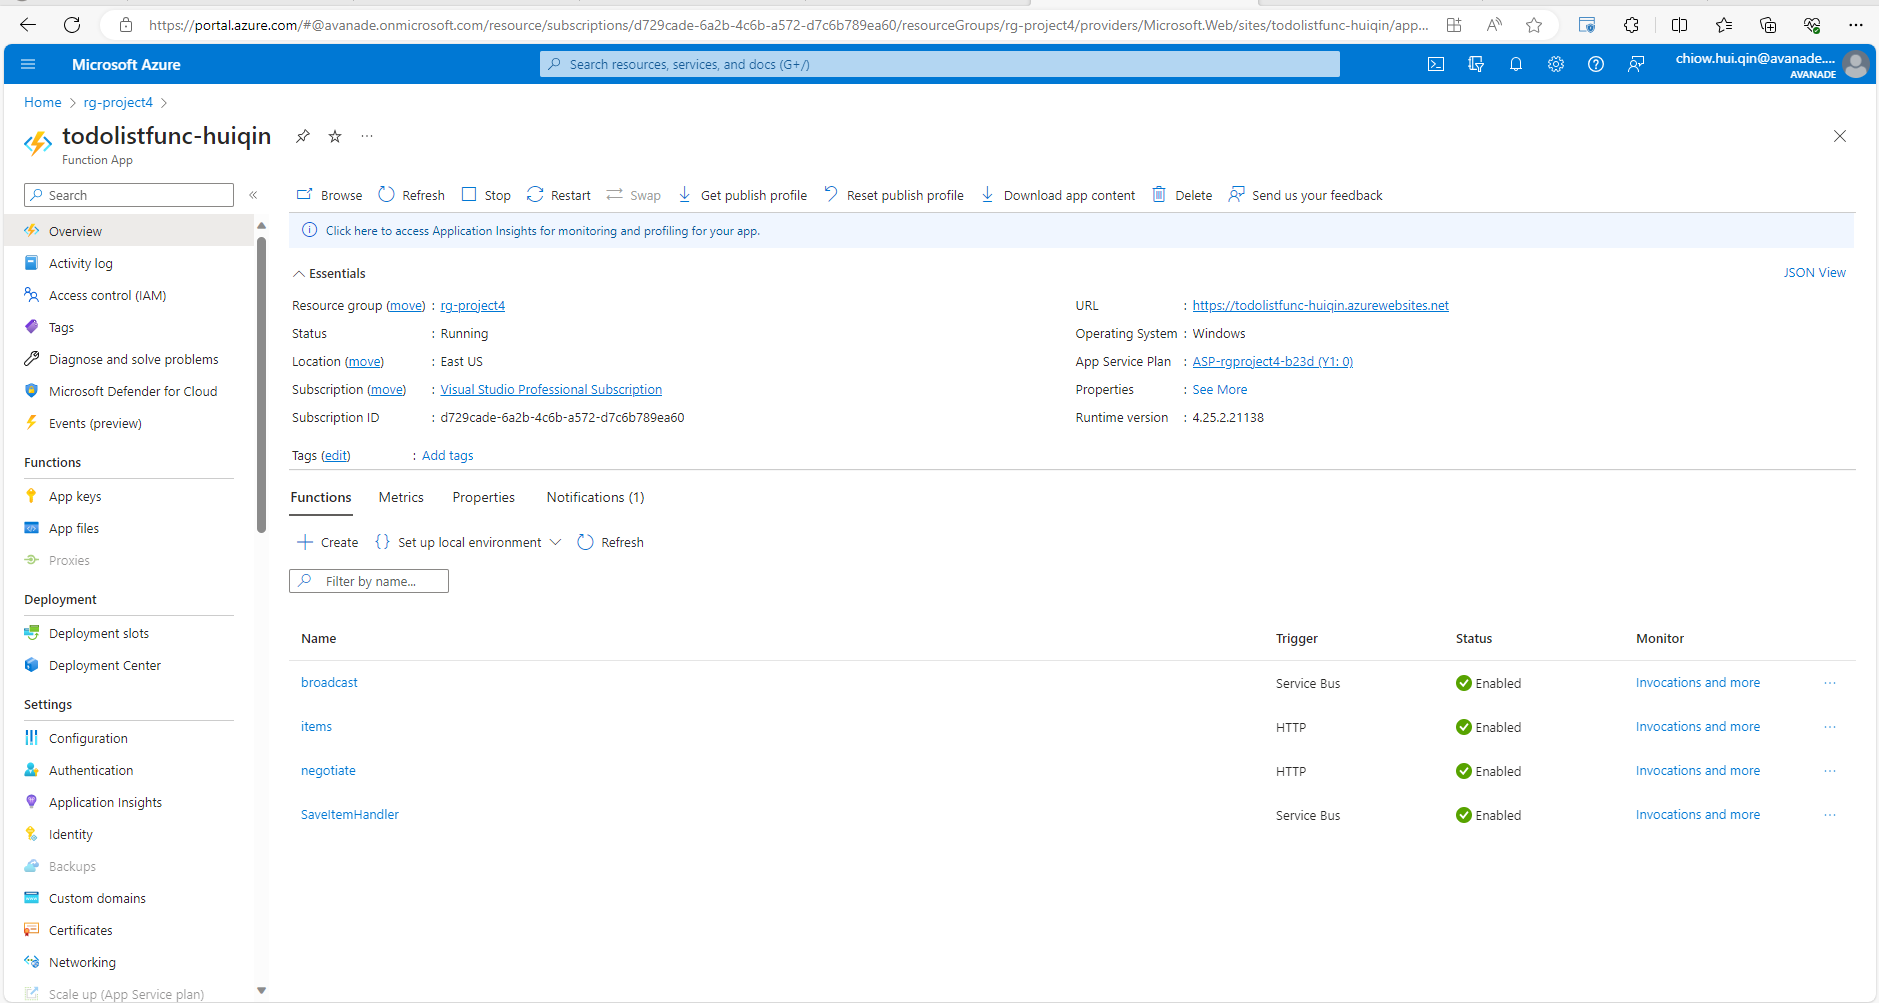 https://portal.azure.com/#@avanade.onmicrosoft.com/resource/subscriptions/d729cade-6a2b-4c6b-a572-d7c6b789ea60/resourceGroups/rg-project4/providers/Microsoft.Web/sites/todolistfunc-huiqin/app...
Microsoft Azure
Search resources, services, and docs (G+/)
chiow.hui.qin@avanade....
AVANADE
Home > rg-project4 >
todolistfunc-huiqin
Function App
Search
Browse Refresh Stop Restart Swap Get publish profile Reset publish profile Download app content Delete Send us your feedback
Overview
Activity log
Access control (IAM)
Tags
Diagnose and solve problems
Microsoft Defender for Cloud
Events (preview)
Functions
App keys
App files
Proxies
Deployment
Deployment slots
Deployment Center
Settings
Configuration
Authentication
Application Insights
Identity
Backups
Custom domains
Certificates
Networking
Scale up (App Service plan)
Click here to access Application Insights for monitoring and profiling for your app.
Essentials
JSON View
Resource group (move) : rg-project4
Status : Running
Location (move) : East US
Subscription (move) : Visual Studio Professional Subscription
Subscription ID : d729cade-6a2b-4c6b-a572-d7c6b789ea60
URL : https://todolistfunc-huiqin.azurewebsites.net
Operating System : Windows
App Service Plan : ASP-rgproject4-b23d (Y1: 0)
Properties : See More
Runtime version : 4.25.2.21138
Tags (edit) : Add tags
Functions Metrics Properties Notifications (1)
Create Set up local environment Refresh
Filter by name...
Name Trigger Status Monitor
broadcast Service Bus Enabled Invocations and more
items HTTP Enabled Invocations and more
negotiate HTTP Enabled Invocations and more
SaveItemHandler Service Bus Enabled Invocations and more